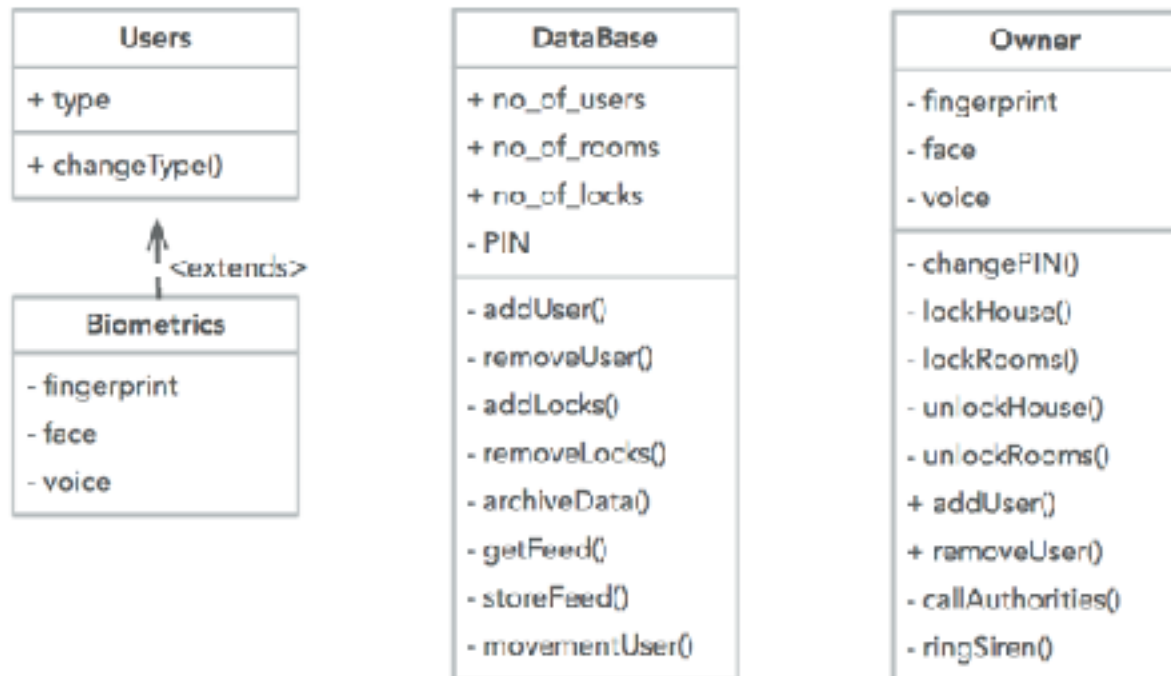 Users
+ type
+ changeType()
<extends>
Biometrics
- fingerprint
- face
- voice
DataBase
+ no_of_users
+ no_of_rooms
+ no_of_locks
- PIN
- addUser()
- removeUser()
- addLocks()
- removeLocks()
- archiveData()
- getFeed()
- storeFeed()
- movementUser()
Owner
- fingerprint
- face
- voice
- changePIN()
- lockHouse()
- lockRooms()
- unlockHouse()
- unlockRooms()
+ addUser()
+ removeUser()
- callAuthorities()
- ringSiren()